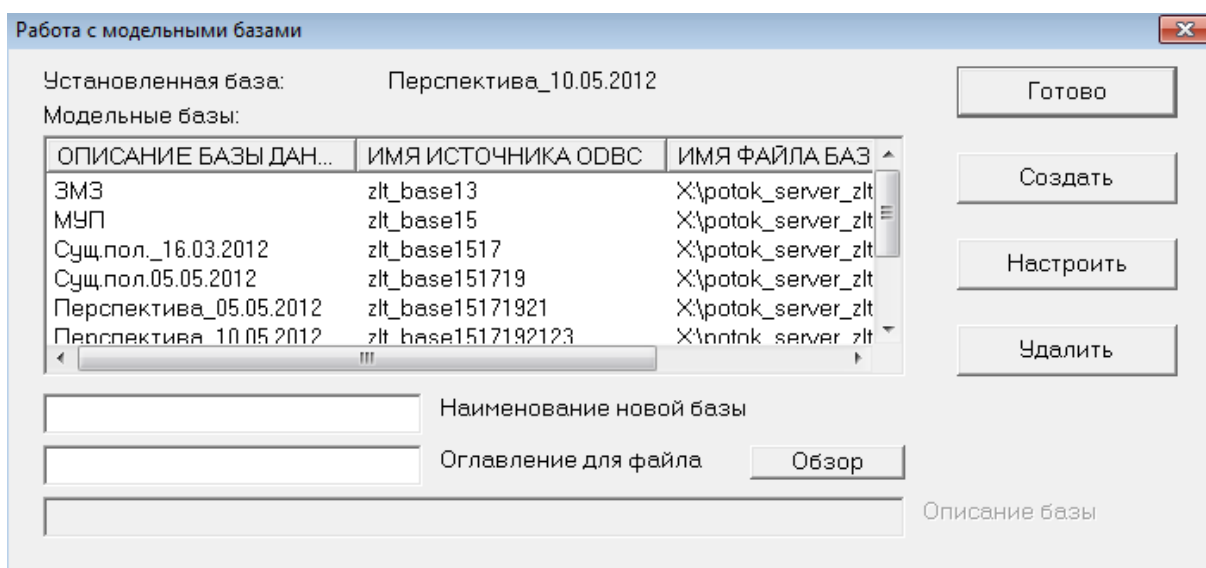 Работа с модельными базами
Установленная база: Перспектива_10.05.2012
Готово
Модельные базы:
ОПИСАНИЕ БАЗЫ ДАН... ИМЯ ИСТОЧНИКА ODBC ИМЯ ФАЙЛА БАЗ
ЗМЗ zlt_base13 X:\potok_server_zlt
Создать
МУП zlt_base15 X:\potok_server_zlt
Сущ.пол._16.03.2012 zlt_base1517 X:\potok_server_zlt
Сущ.пол.05.05.2012 zlt_base151719 X:\potok_server_zlt
Настроить
Перспектива_05.05.2012 zlt_base15171921 X:\potok_server_zlt
Перспектива_10.05.2012 zlt_base1517192123 X:\potok_server_zlt
Удалить
Наименование новой базы
Оглавление для файла Обзор
Описание базы